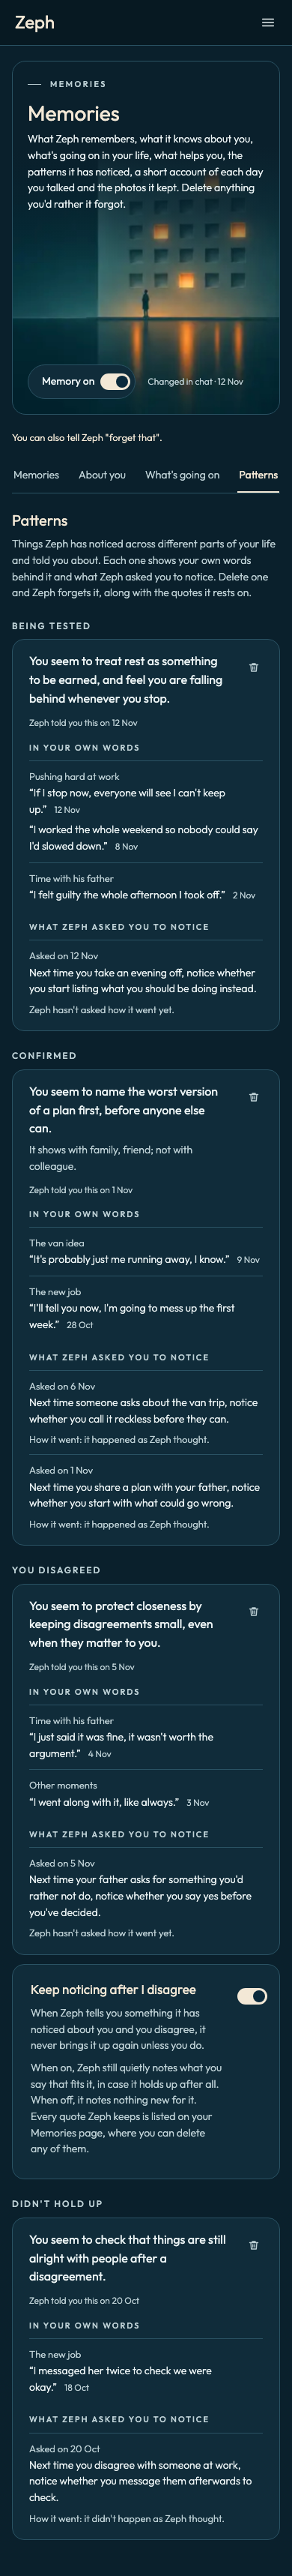 Zeph
MEMORIES
Memories
What Zeph remembers, what it knows about you,
what's going on in your life, what helps you, the
patterns it has noticed, a short account of each day
you talked and the photos it kept. Delete anything
you'd rather it forgot.
Memory on
Changed in chat · 12 Nov
You can also tell Zeph "forget that".
Memories About you What's going on Patterns
Patterns
Things Zeph has noticed across different parts of your life
and told you about. Each one shows your own words
behind it and what Zeph asked you to notice. Delete one
and Zeph forgets it, along with the quote it rests on.
BEING TESTED
You seem to treat rest as something
to be earned, and feel you are falling
behind whenever you stop.
Zeph told you this on 12 Nov
IN YOUR OWN WORDS
Pushing hard at work
“If I stop now, everyone will see I can't keep
up.” 12 Nov
“I worked the whole weekend so nobody could say
I'd slowed down.” 8 Nov
Time with his father
“I felt guilty the whole afternoon I took off.” 2 Nov
WHAT ZEPH ASKED YOU TO NOTICE
Asked on 12 Nov
Next time you take an evening off, notice whether
you start listing what you should be doing instead.
Zeph hasn't asked how it went yet.
CONFIRMED
You seem to name the worst version
of a plan first, before anyone else
can.
It shows with family, friend; not with
colleague.
Zeph told you this on 1 Nov
IN YOUR OWN WORDS
The van idea
“It's probably just me running away, I know.” 9 Nov
The new job
“I'll tell you now, I'm going to mess up the first
week.” 28 Oct
WHAT ZEPH ASKED YOU TO NOTICE
Asked on 6 Nov
Next time someone asks about the van trip, notice
whether you call it reckless before they can.
How it went: it happened as Zeph thought.
Asked on 1 Nov
Next time you share a plan with your father, notice
whether you start with what could go wrong.
How it went: it happened as Zeph thought.
YOU DISAGREED
You seem to protect closeness by
keeping disagreements small, even
when they matter to you.
Zeph told you this on 5 Nov
IN YOUR OWN WORDS
Time with his father
“I just said it was fine, it wasn't worth the
argument.” 4 Nov
Other moments
“I went along with it, like always.” 3 Nov
WHAT ZEPH ASKED YOU TO NOTICE
Asked on 5 Nov
Next time your father asks for something you'd
rather not do, notice whether you say yes before
you've decided.
Zeph hasn't asked how it went yet.
Keep noticing after I disagree
When Zeph tells you something it has
noticed about you and you disagree, it
never brings it up again unless you do.
When on, Zeph still quietly notes what you
say that fits it, in case it holds up after all.
When off, it notes nothing new for it.
Every quote Zeph keeps is listed on your
Memories page, where you can delete
any of them.
DIDN'T HOLD UP
You seem to check that things are still
alright with people after a
disagreement.
Zeph told you this on 20 Oct
IN YOUR OWN WORDS
The new job
“I messaged her twice to check we were
okay.” 18 Oct
WHAT ZEPH ASKED YOU TO NOTICE
Asked on 20 Oct
Next time you disagree with someone at work,
notice whether you message them afterwards to
check.
How it went: it didn't happen as Zeph thought.